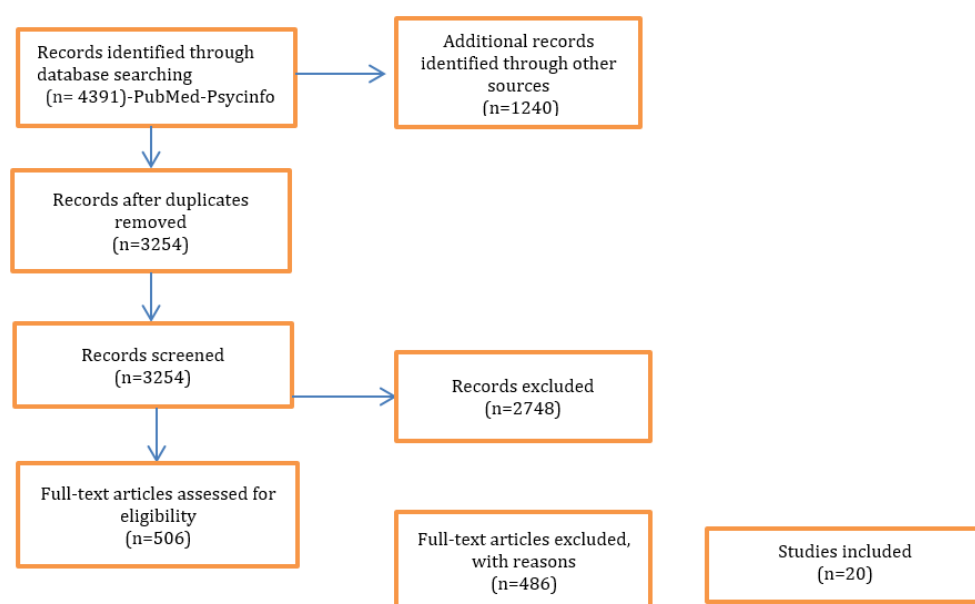 Records identified through
database searching
(n= 4391)-PubMed-Psycinfo
Additional records
identified through other
sources
(n=1240)
Records after duplicates
removed
(n=3254)
Records screened
(n=3254)
Records excluded
(n=2748)
Full-text articles assessed for
eligibility
(n=506)
Full-text articles excluded,
with reasons
(n=486)
Studies included
(n=20)